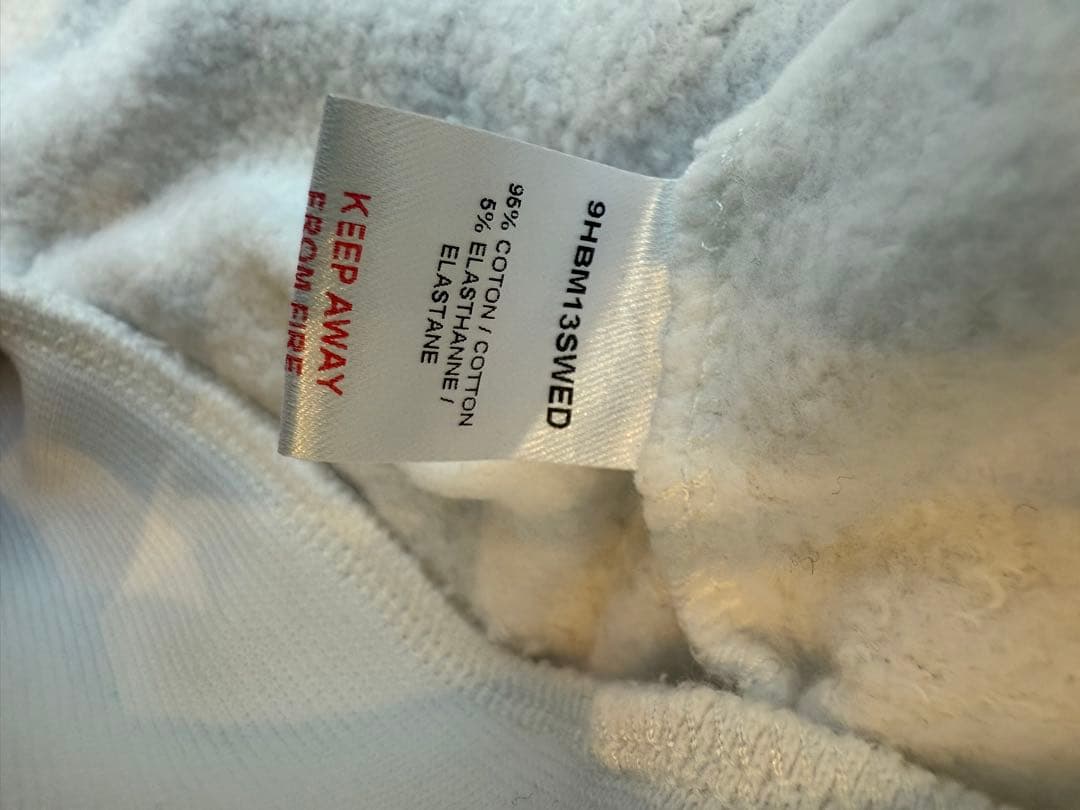 9HBM13SWED
95% COTON / COTTON
5% ELASTHANNE /
ELASTANE
KEEP AWAY
FROM FIRE